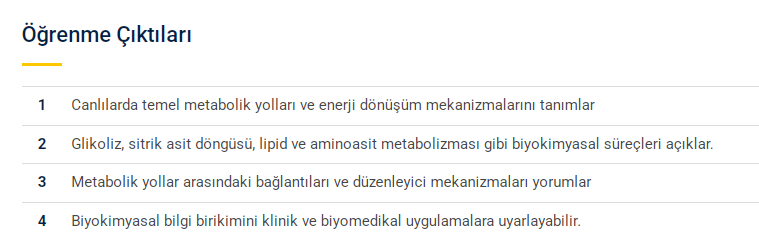 Öğrenme Çıktıları
1 Canlılarda temel metabolik yolları ve enerji dönüşüm mekanizmalarını tanımlar
2 Glikoliz, sitrik asit döngüsü, lipid ve aminoasit metabolizması gibi biyokimyasal süreçleri açıklar.
3 Metabolik yollar arasındaki bağlantıları ve düzenleyici mekanizmaları yorumlar
4 Biyokimyasal bilgi birikimini klinik ve biyomedikal uygulamalara uyarlayabilir.